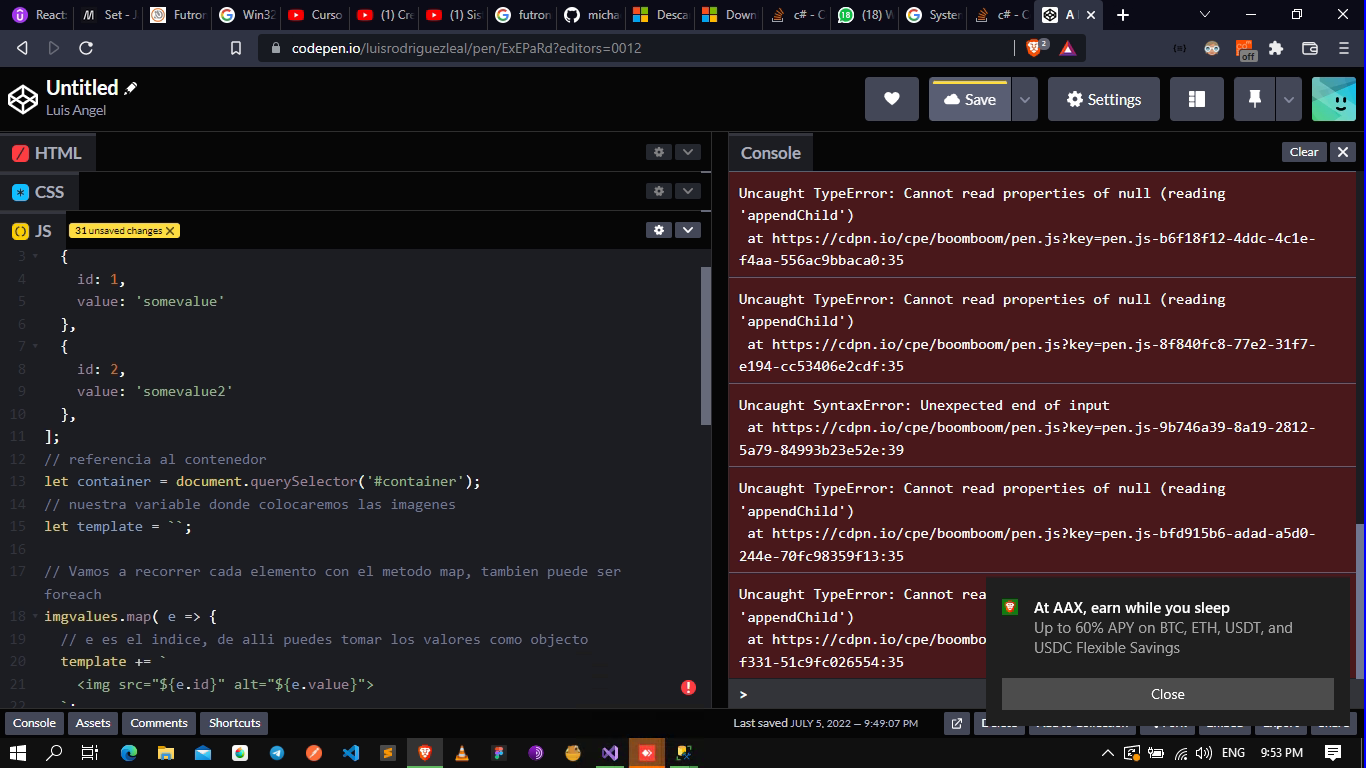 React
Set - J
Futron
Win32
Curso
(1) Cre
(1) Sis
futron
micha
Desca
Down
c# - C
(18) W
System
c# - C
A
codepen.io/luisrodriguezleal/pen/ExEPaRd?editors=0012
2
off
Untitled
Luis Angel
Save
Settings
HTML
CSS
JS
31 unsaved changes
3 {
4 id: 1,
5 value: 'somevalue'
6 },
7 {
8 id: 2,
9 value: 'somevalue2'
10 },
11 ];
12 // referencia al contenedor
13 let container = document.querySelector('#container');
14 // nuestra variable donde colocaremos las imagenes
15 let template = ``;
16
17 // Vamos a recorrer cada elemento con el metodo map, tambien puede ser
foreach
18 imgvalues.map( e => {
19 // e es el indice, de alli puedes tomar los valores como objecto
20 template += `
21 <img src="${e.id}" alt="${e.value}">
22 `;
Console
Clear
Uncaught TypeError: Cannot read properties of null (reading
'appendChild')
at https://cdpn.io/cpe/boomboom/pen.js?key=pen.js-b6f18f12-4ddc-4c1e-
f4aa-556ac9bbaca0:35
Uncaught TypeError: Cannot read properties of null (reading
'appendChild')
at https://cdpn.io/cpe/boomboom/pen.js?key=pen.js-8f840fc8-77e2-31f7-
e194-cc53406e2cdf:35
Uncaught SyntaxError: Unexpected end of input
at https://cdpn.io/cpe/boomboom/pen.js?key=pen.js-9b746a39-8a19-2812-
5a79-84993b23e52e:39
Uncaught TypeError: Cannot read properties of null (reading
'appendChild')
at https://cdpn.io/cpe/boomboom/pen.js?key=pen.js-bfd915b6-adad-a5d0-
244e-70fc98359f13:35
Uncaught TypeError: Cannot rea
'appendChild')
at https://cdpn.io/cpe/boombo
f331-51c9fc026554:35
>
At AAX, earn while you sleep
Up to 60% APY on BTC, ETH, USDT, and
USDC Flexible Savings
Close
Console
Assets
Comments
Shortcuts
Last saved JULY 5, 2022 — 9:49:07 PM
ENG
9:53 PM